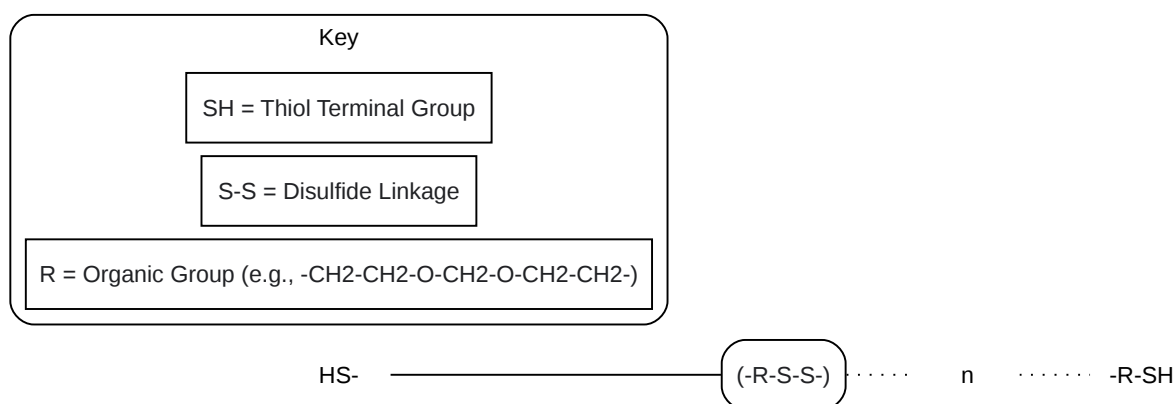 Key
SH = Thiol Terminal Group
S-S = Disulfide Linkage
R = Organic Group (e.g., -CH2-CH2-O-CH2-O-CH2-CH2-)
HS- (-R-S-S-) n -R-SH